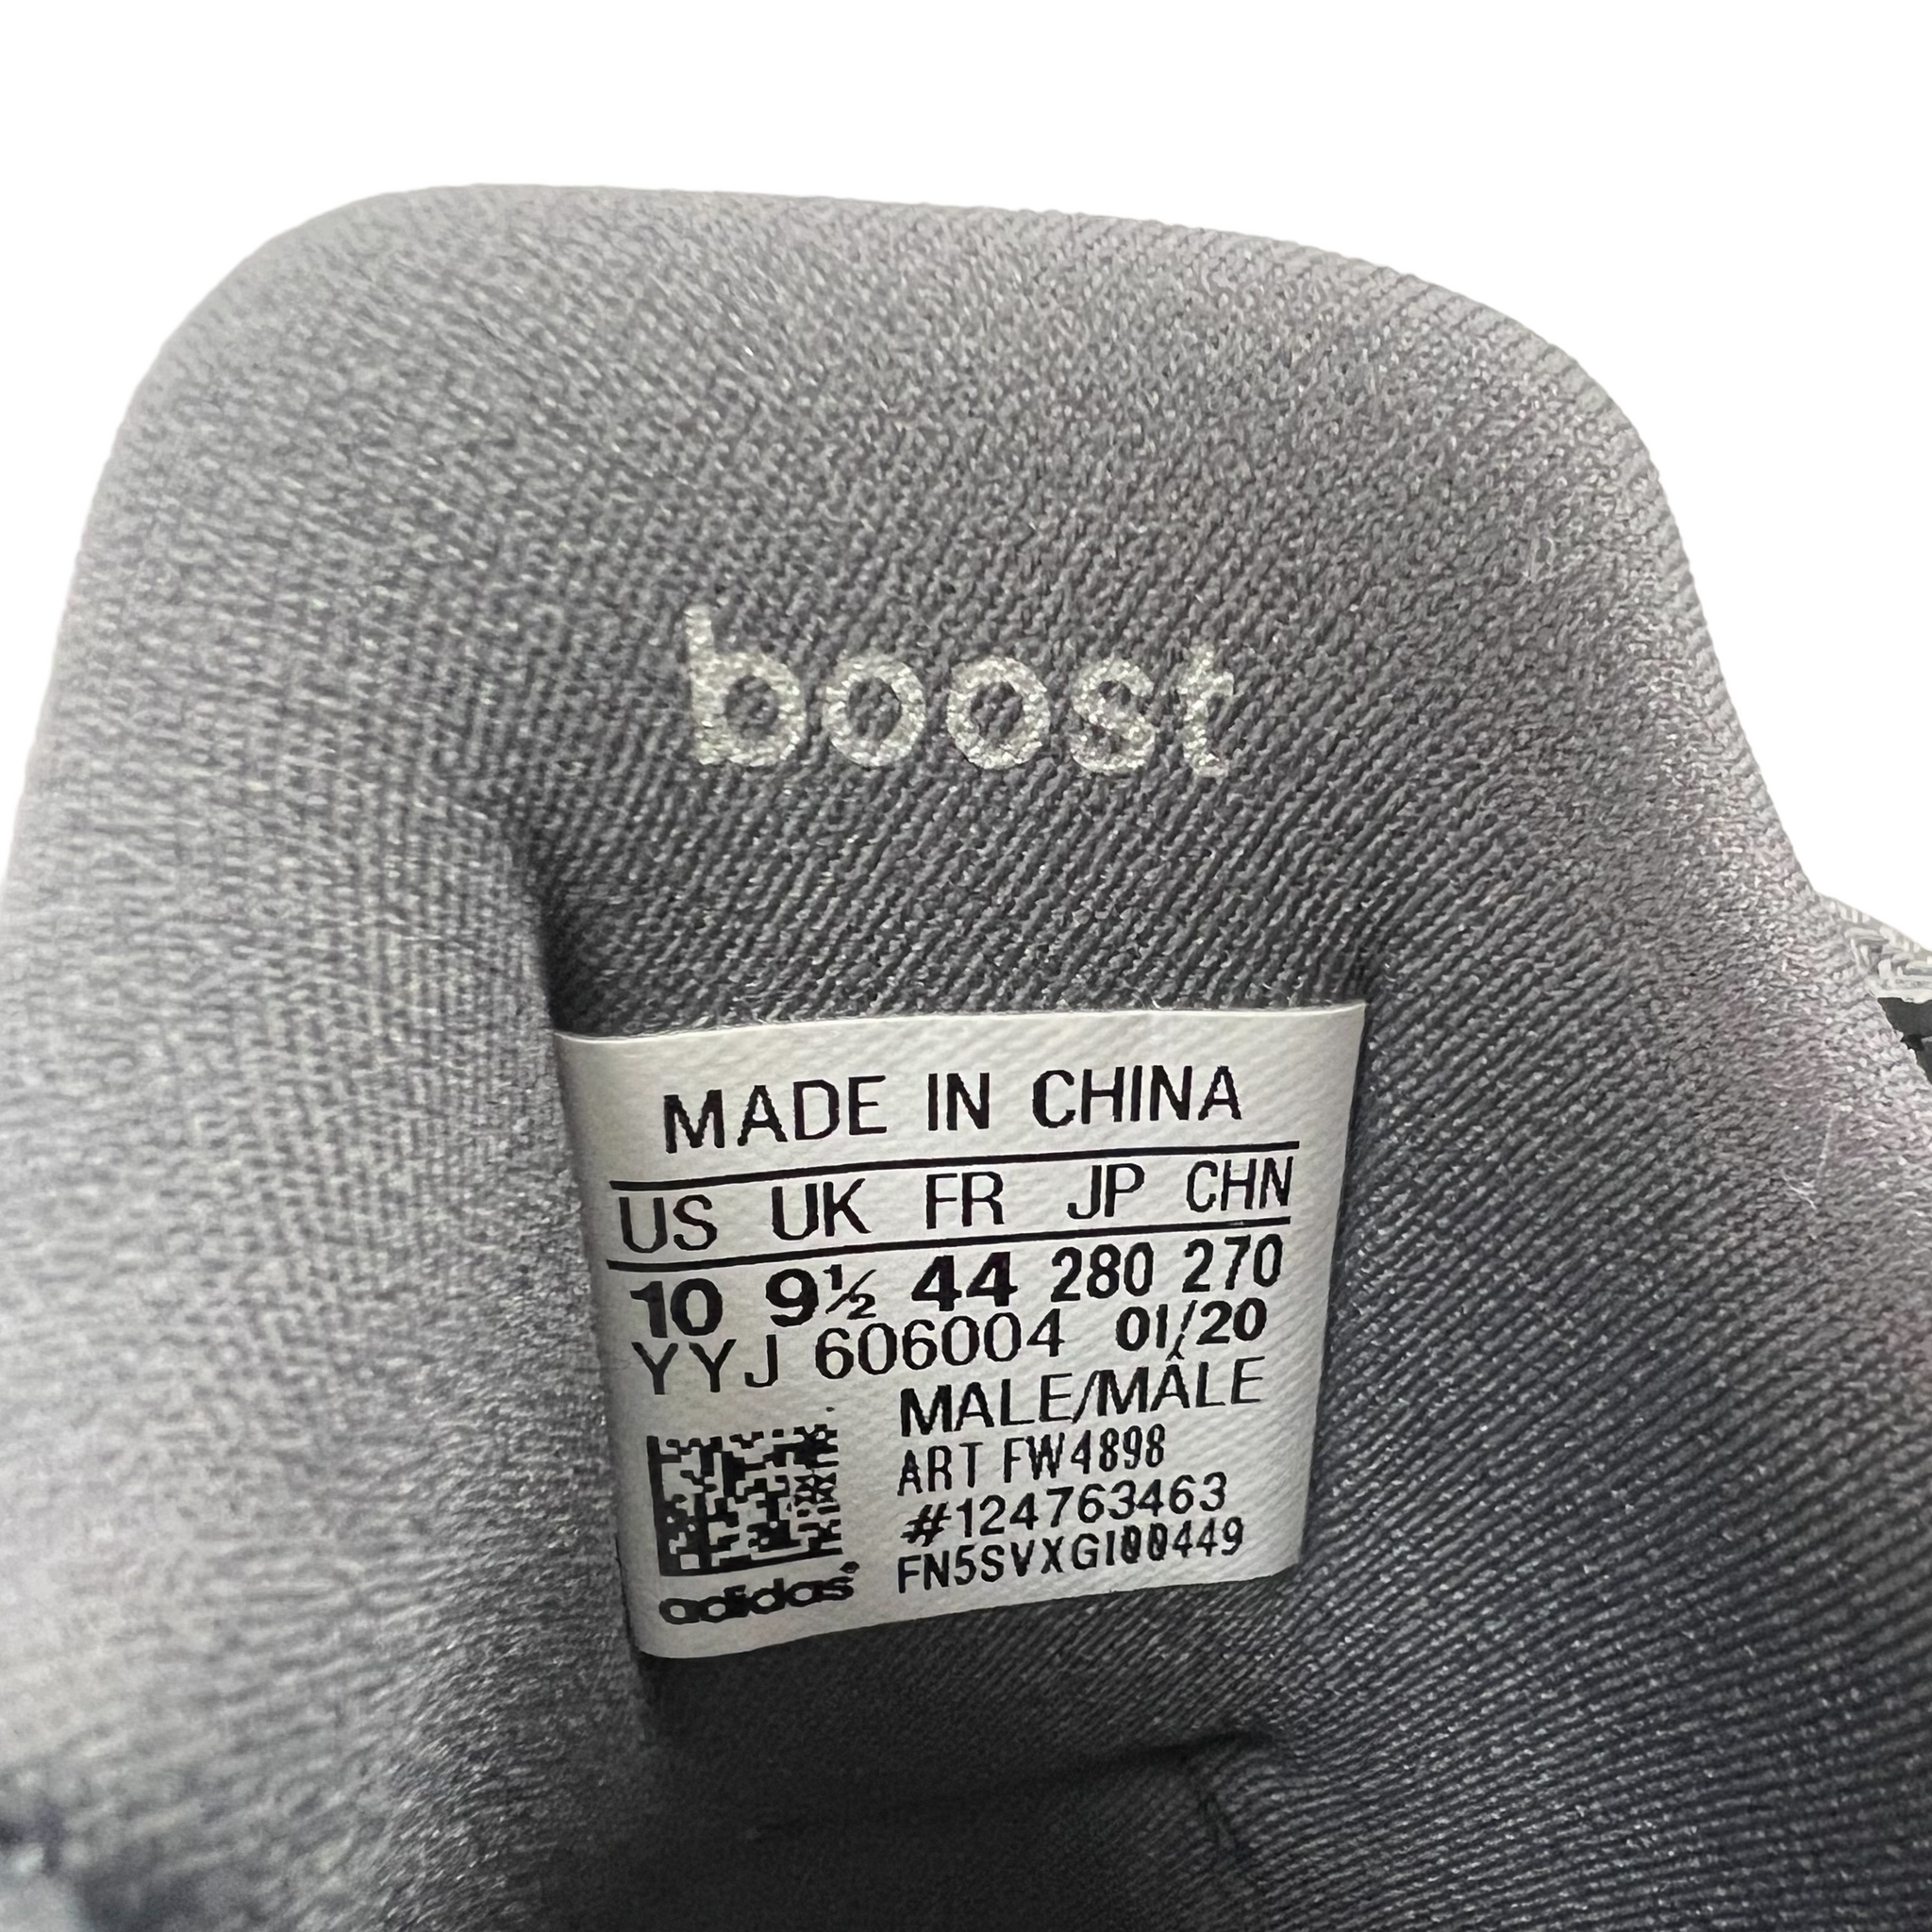 boost
MADE IN CHINA
US UK FR JP CHN
10 9½ 44 280 270
YYJ 606004 01/20
MALE/MÂLE
ART FW4898
#124763463
FN5SVXGI00449
adidas®